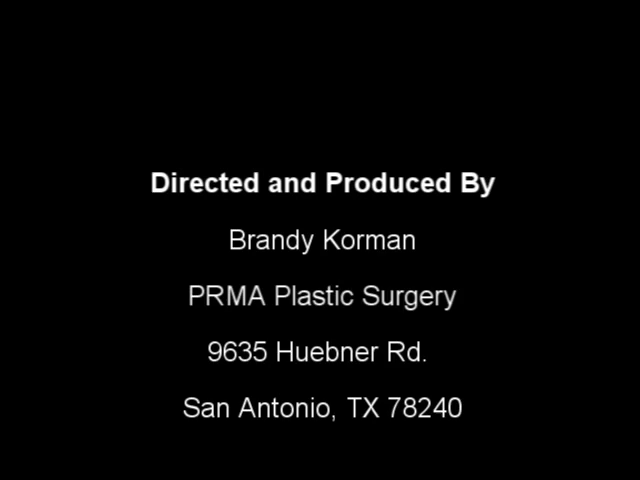 Directed and Produced By
Brandy Korman
PRMA Plastic Surgery
9635 Huebner Rd.
San Antonio, TX 78240